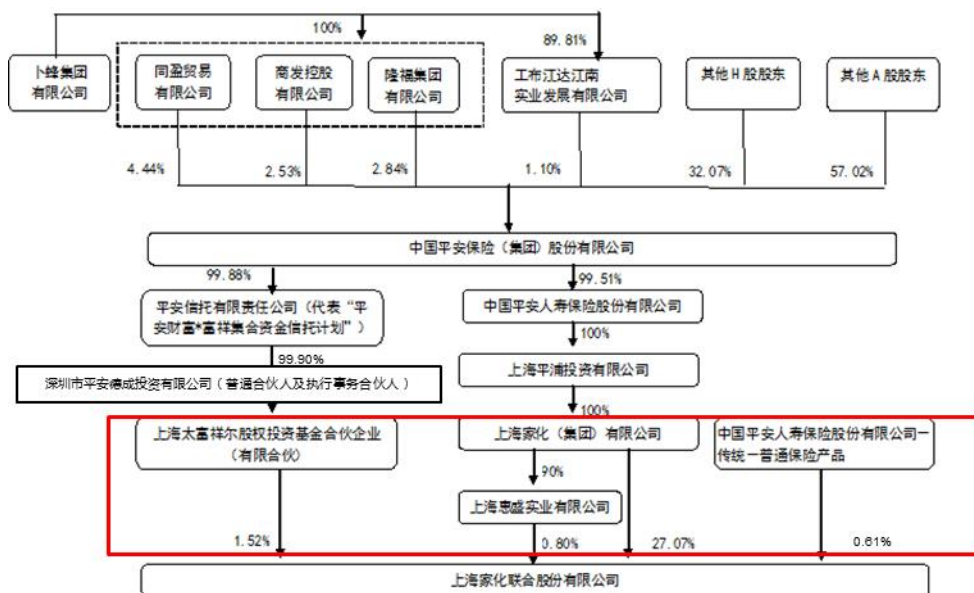 100%
89.81%
卜蜂集团
有限公司
同盈贸易
有限公司
商发控股
有限公司
隆福集团
有限公司
工布江达江南
实业发展有限公司
其他H股股东
其他A股股东
4.44%
2.53%
2.84%
1.10%
32.07%
57.02%
中国平安保险（集团）股份有限公司
99.88%
99.51%
平安信托有限责任公司（代表“平
安财富*富祥集合资金信托计划”）
中国平安人寿保险股份有限公司
99.90%
100%
深圳市平安德成投资有限公司（普通合伙人及执行事务合伙人）
上海平浦投资有限公司
100%
上海太富祥尔股权投资基金合伙企业
（有限合伙）
上海家化（集团）有限公司
中国平安人寿保险股份有限公司—
传统—普通保险产品
90%
上海惠盛实业有限公司
1.52%
0.80%
27.07%
0.61%
上海家化联合股份有限公司